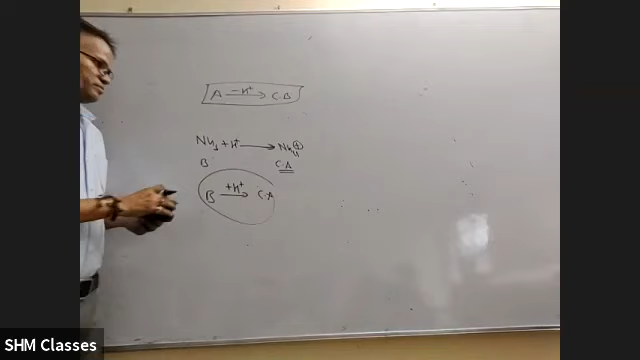 A —-H⁺→ C.B
NH₃ + H⁺ ⟶ NH₄⊕
B C.A
B —+H⁺→ C.A
SHM Classes